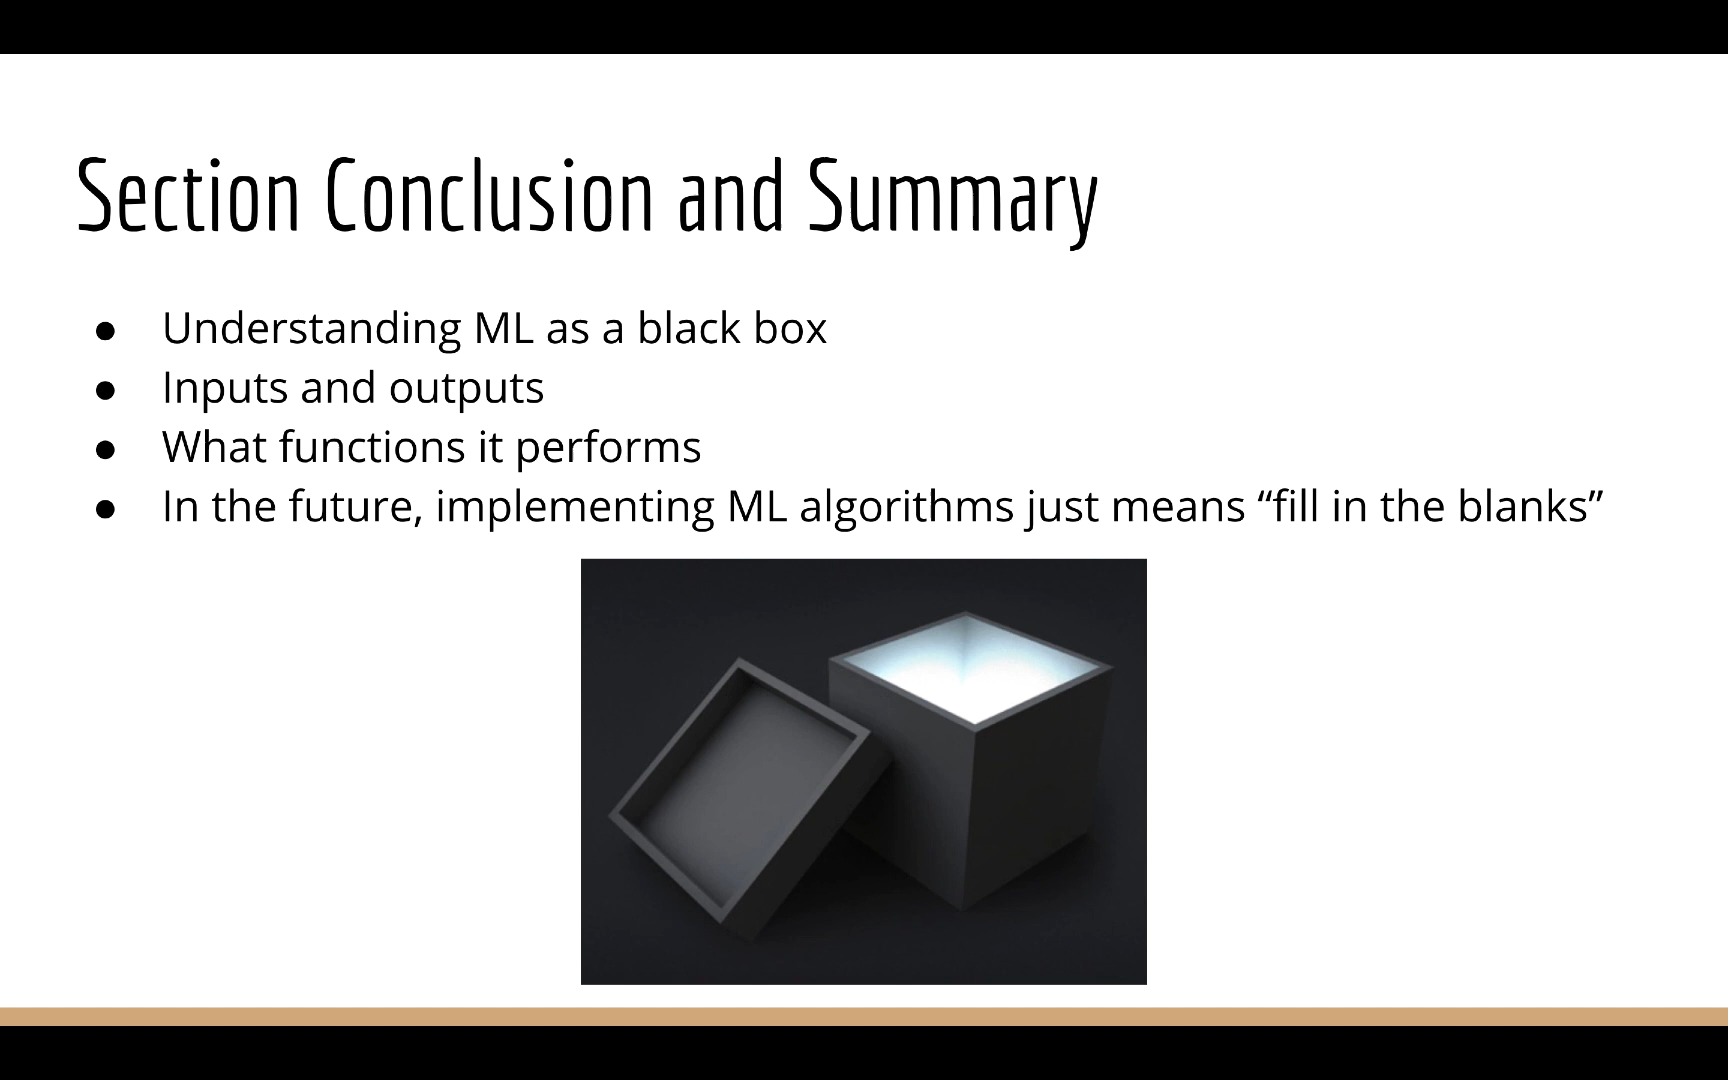 Section Conclusion and Summary
● Understanding ML as a black box
● Inputs and outputs
● What functions it performs
● In the future, implementing ML algorithms just means “fill in the blanks”